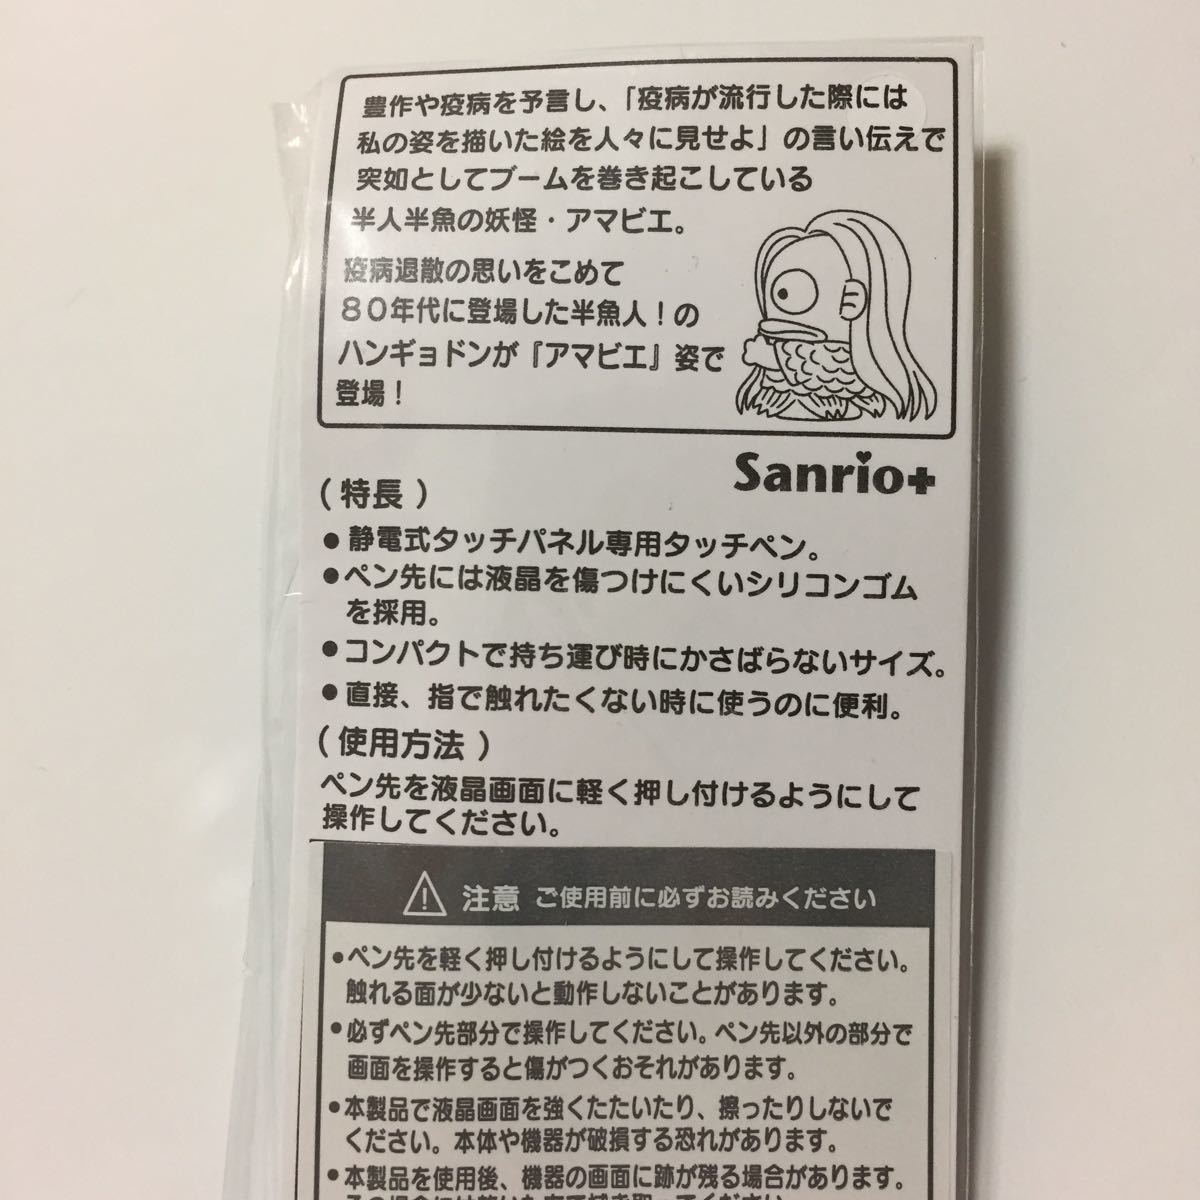 豊作や疫病を予言し、「疫病が流行した際には
私の姿を描いた絵を人々に見せよ」の言い伝えで
突如としてブームを巻き起こしている
半人半魚の妖怪・アマビエ。
疫病退散の思いをこめて
80年代に登場した半魚人！の
ハンギョドンが『アマビエ』姿で
登場！
Sanrio+
（特長）
●静電式タッチパネル専用タッチペン。
●ペン先には液晶を傷つけにくいシリコンゴム
を採用。
●コンパクトで持ち運び時にかさばらないサイズ。
●直接、指で触れたくない時に使うのに便利。
（使用方法）
ペン先を液晶画面に軽く押し付けるようにして
操作してください。
注意 ご使用前に必ずお読みください
●ペン先を軽く押し付けるようにして操作してください。
触れる面が少ないと動作しないことがあります。
●必ずペン先部分で操作してください。ペン先以外の部分で
画面を操作すると傷がつくおそれがあります。
●本製品で液晶画面を強くたたいたり、擦ったりしないで
ください。本体や機器が破損する恐れがあります。
●本製品を使用後、機器の画面に跡が残る場合があります。